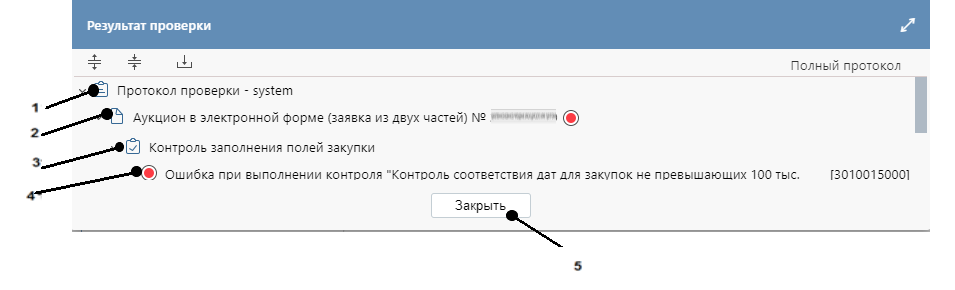 Результат проверки
Полный протокол
1 Протокол проверки - system
2 Аукцион в электронной форме (заявка из двух частей) №
3 Контроль заполнения полей закупки
4 Ошибка при выполнении контроля "Контроль соответствия дат для закупок не превышающих 100 тыс. [3010015000]
Закрыть
5